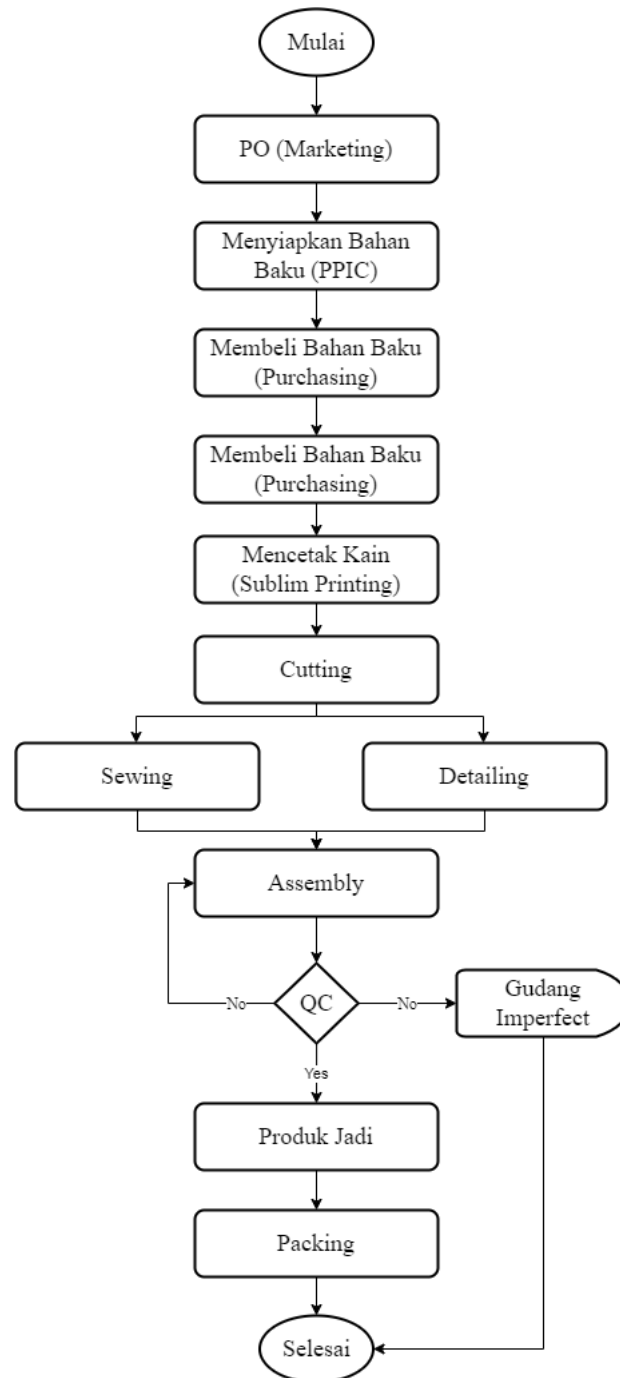 Mulai
PO (Marketing)
Menyiapkan Bahan
Baku (PPIC)
Membeli Bahan Baku
(Purchasing)
Membeli Bahan Baku
(Purchasing)
Mencetak Kain
(Sublim Printing)
Cutting
Sewing
Detailing
Assembly
QC
No
No
Gudang
Imperfect
Yes
Produk Jadi
Packing
Selesai